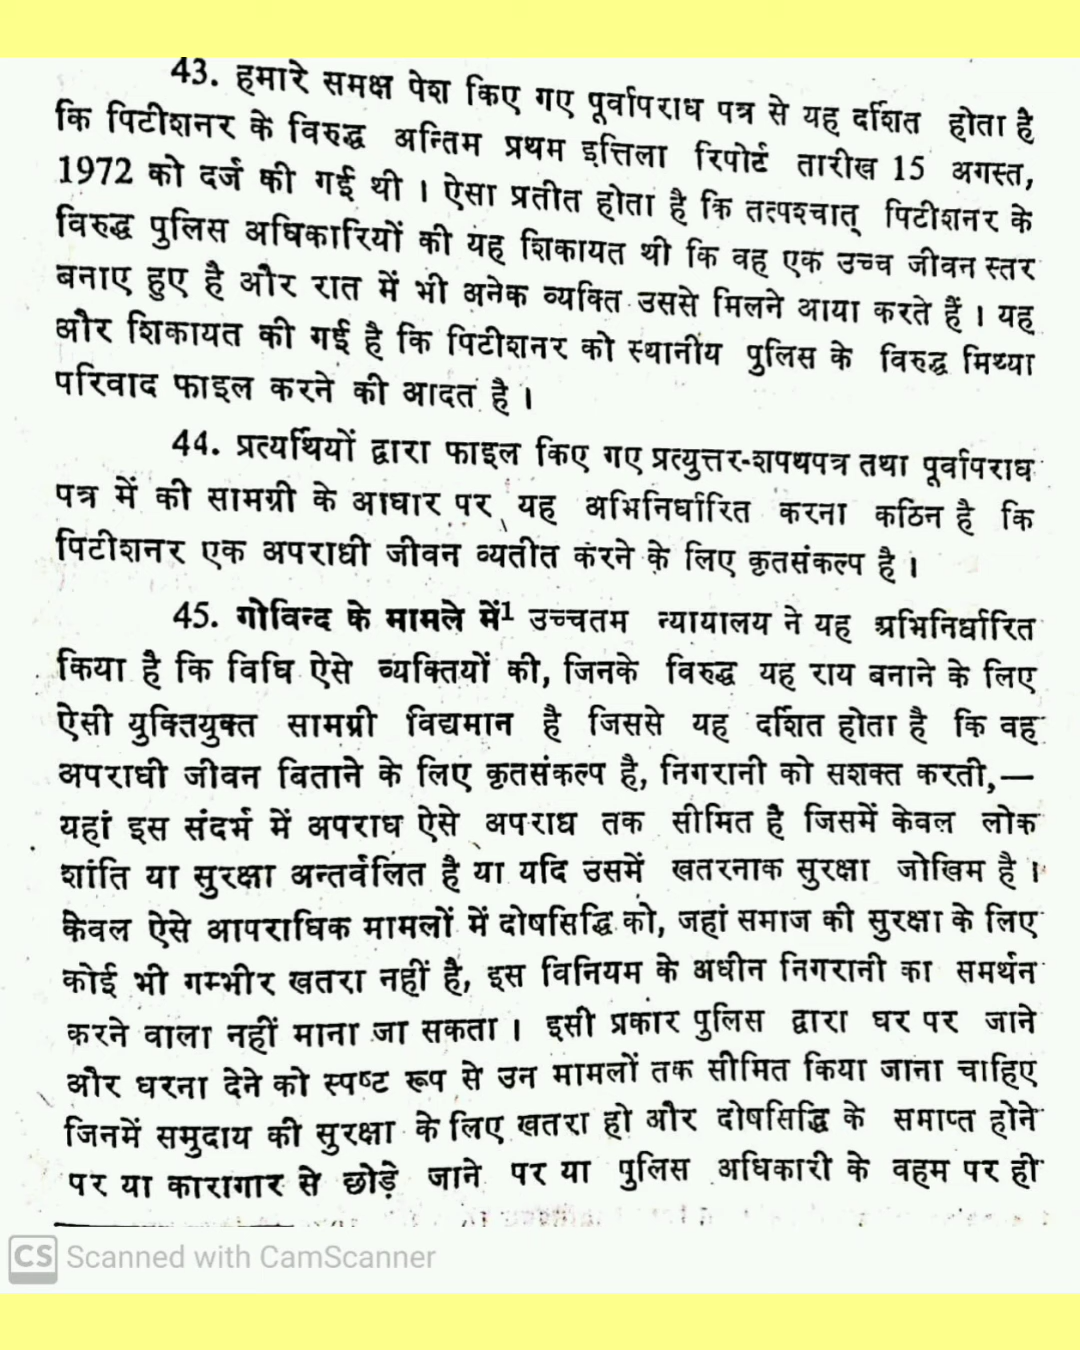 43. हमारे समक्ष पेश किए गए पूर्वापराध पत्र से यह दर्शित होता है
कि पिटीशनर के विरुद्ध अन्तिम प्रथम इत्तिला रिपोर्ट तारीख 15 अगस्त,
1972 को दर्ज की गई थी । ऐसा प्रतीत होता है कि तत्पश्चात् पिटीशनर के
विरुद्ध पुलिस अधिकारियों की यह शिकायत थी कि वह एक उच्च जीवन स्तर
बनाए हुए है और रात में भी अनेक व्यक्ति उससे मिलने आया करते हैं । यह
और शिकायत की गई है कि पिटीशनर को स्थानीय पुलिस के विरुद्ध मिथ्या
परिवाद फाइल करने की आदत है ।
44. प्रत्यर्थियों द्वारा फाइल किए गए प्रत्युत्तर-शपथपत्र तथा पूर्वापराध
पत्र में की सामग्री के आधार पर यह अभिनिर्धारित करना कठिन है कि
पिटीशनर एक अपराधी जीवन व्यतीत करने के लिए कृतसंकल्प है ।
45. गोविन्द के मामले में¹ उच्चतम न्यायालय ने यह अभिनिर्धारित
किया है कि विधि ऐसे व्यक्तियों की, जिनके विरुद्ध यह राय बनाने के लिए
ऐसी युक्तियुक्त सामग्री विद्यमान है जिससे यह दर्शित होता है कि वह
अपराधी जीवन बिताने के लिए कृतसंकल्प है, निगरानी को सशक्त करती,—
यहां इस संदर्भ में अपराध ऐसे अपराध तक सीमित है जिसमें केवल लोक
शांति या सुरक्षा अन्तर्वलित है या यदि उसमें खतरनाक सुरक्षा जोखिम है ।
केवल ऐसे आपराधिक मामलों में दोषसिद्धि को, जहां समाज की सुरक्षा के लिए
कोई भी गम्भीर खतरा नहीं है, इस विनियम के अधीन निगरानी का समर्थन
करने वाला नहीं माना जा सकता । इसी प्रकार पुलिस द्वारा घर पर जाने
और धरना देने को स्पष्ट रूप से उन मामलों तक सीमित किया जाना चाहिए
जिनमें समुदाय की सुरक्षा के लिए खतरा हो और दोषसिद्धि के समाप्त होने
पर या कारागार से छोड़े जाने पर या पुलिस अधिकारी के वहम पर ही
CS Scanned with CamScanner